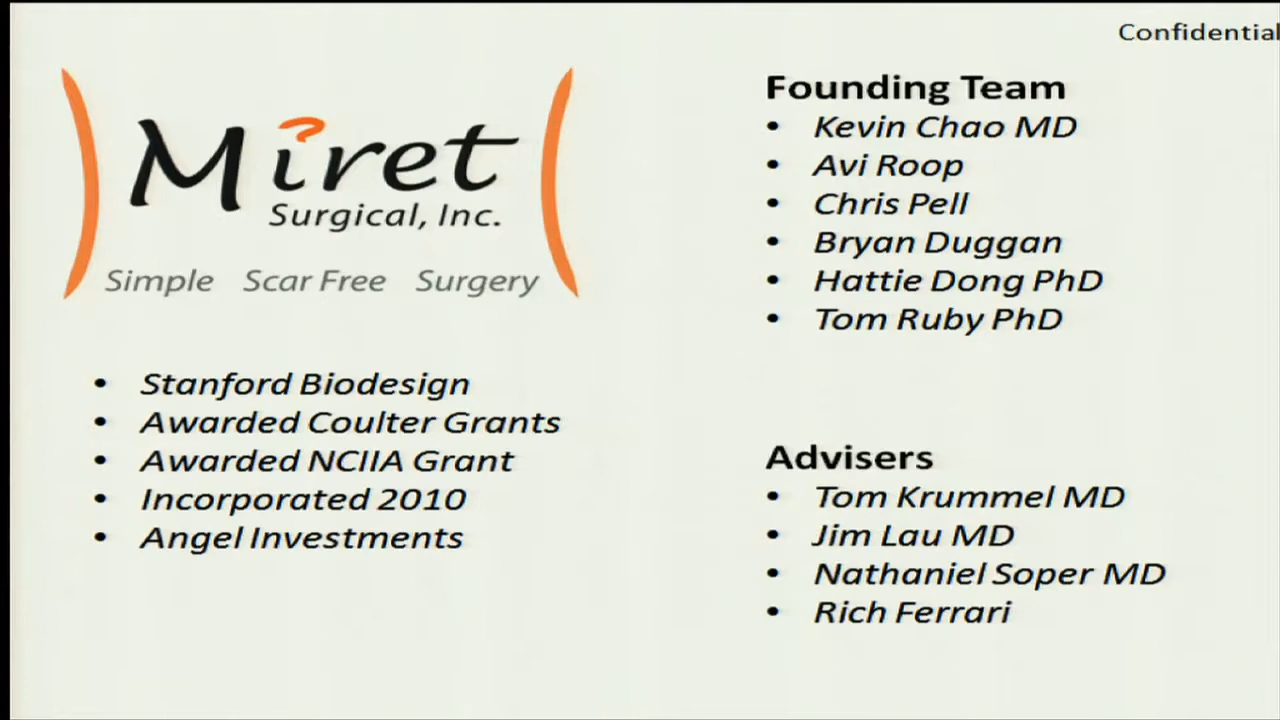 Confidential
Miret
Surgical, Inc.
Simple Scar Free Surgery
• Stanford Biodesign
• Awarded Coulter Grants
• Awarded NCIIA Grant
• Incorporated 2010
• Angel Investments
Founding Team
• Kevin Chao MD
• Avi Roop
• Chris Pell
• Bryan Duggan
• Hattie Dong PhD
• Tom Ruby PhD
Advisers
• Tom Krummel MD
• Jim Lau MD
• Nathaniel Soper MD
• Rich Ferrari